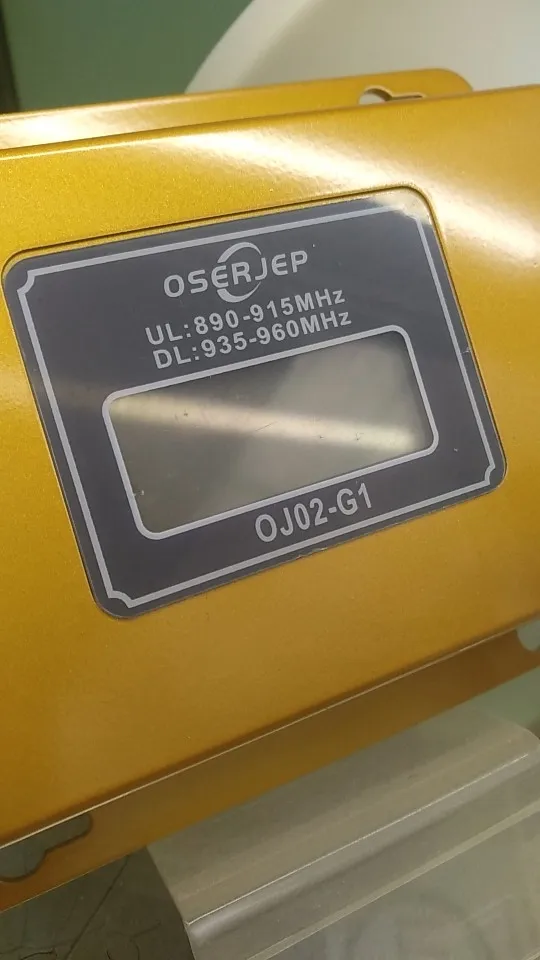 OSERJEP
UL:890-915MHz
DL:935-960MHz
OJ02-G1